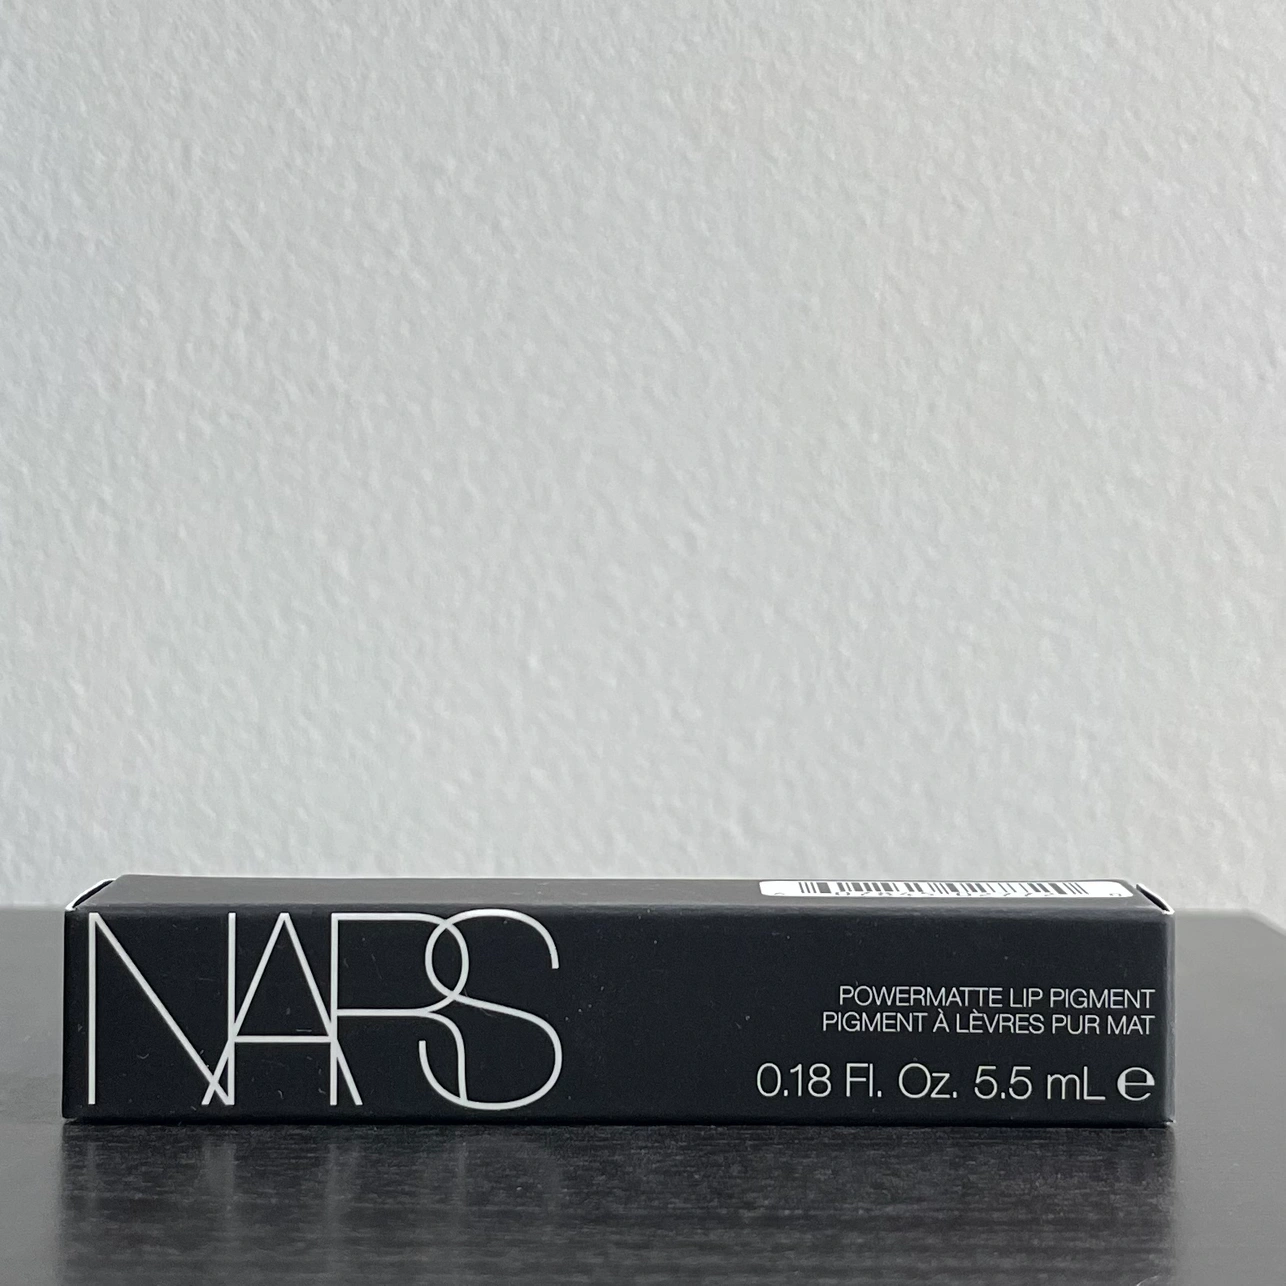 NARS
POWERMATTE LIP PIGMENT
PIGMENT À LÈVRES PUR MAT
0.18 Fl. Oz. 5.5 mL ℮